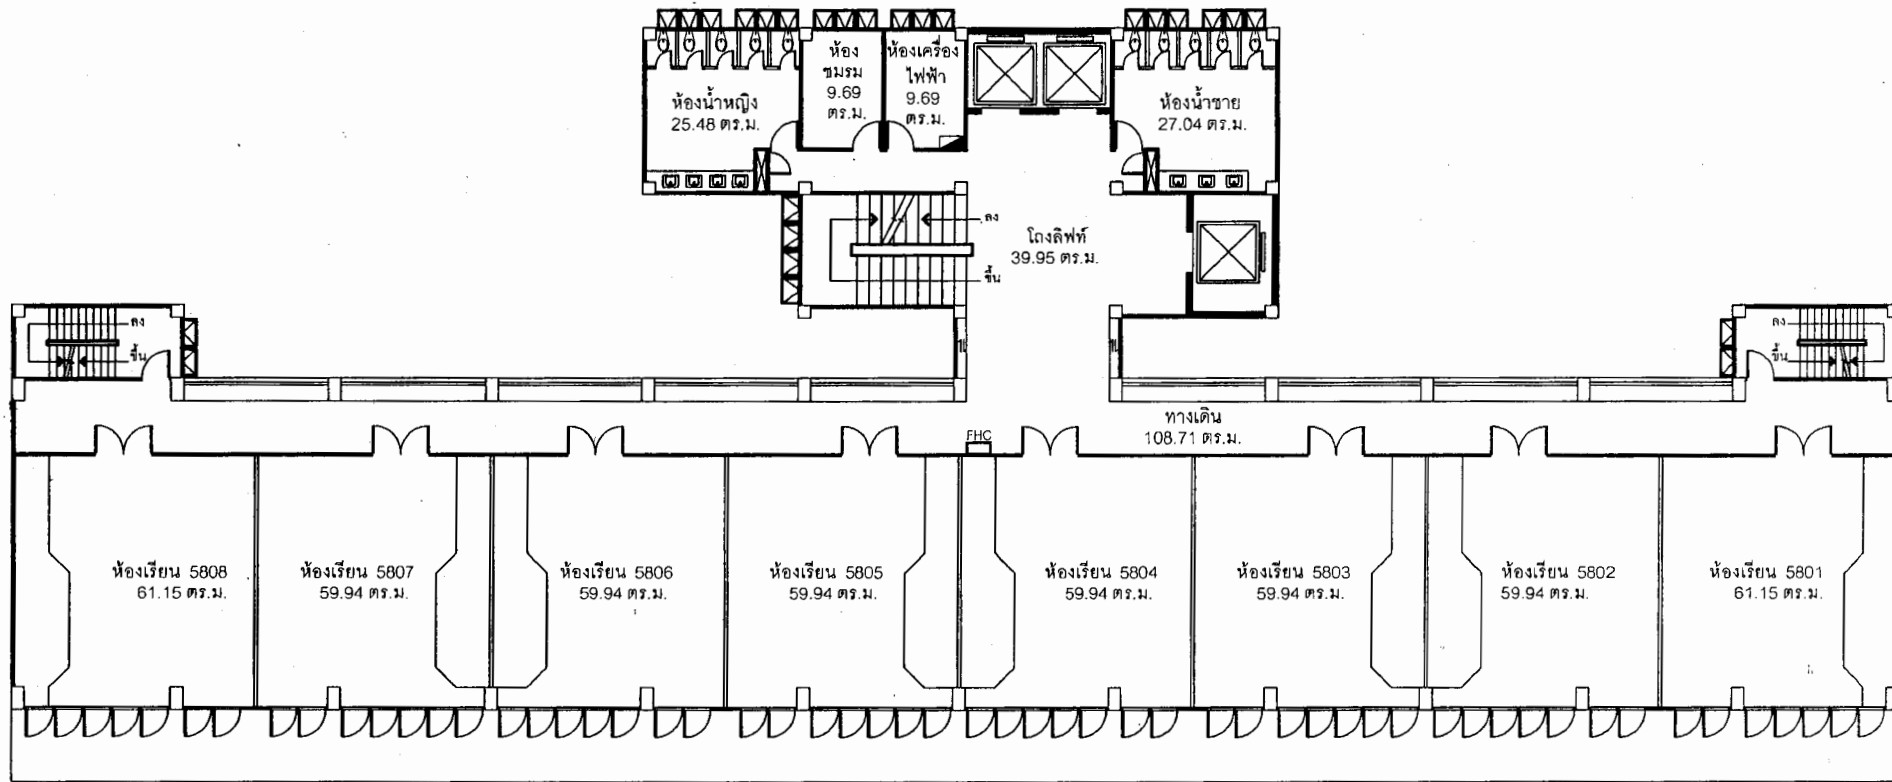 ห้อง
ชมรม
9.69
ตร.ม.
ห้องเครื่อง
ไฟฟ้า
9.69
ตร.ม.
ห้องน้ำหญิง
25.48 ตร.ม.
ห้องน้ำชาย
27.04 ตร.ม.
ลง
ขึ้น
โถงลิฟท์
39.95 ตร.ม.
ลง
ขึ้น
ลง
ขึ้น
ทางเดิน
108.71 ตร.ม.
FHC
ห้องเรียน 5808
61.15 ตร.ม.
ห้องเรียน 5807
59.94 ตร.ม.
ห้องเรียน 5806
59.94 ตร.ม.
ห้องเรียน 5805
59.94 ตร.ม.
ห้องเรียน 5804
59.94 ตร.ม.
ห้องเรียน 5803
59.94 ตร.ม.
ห้องเรียน 5802
59.94 ตร.ม.
ห้องเรียน 5801
61.15 ตร.ม.